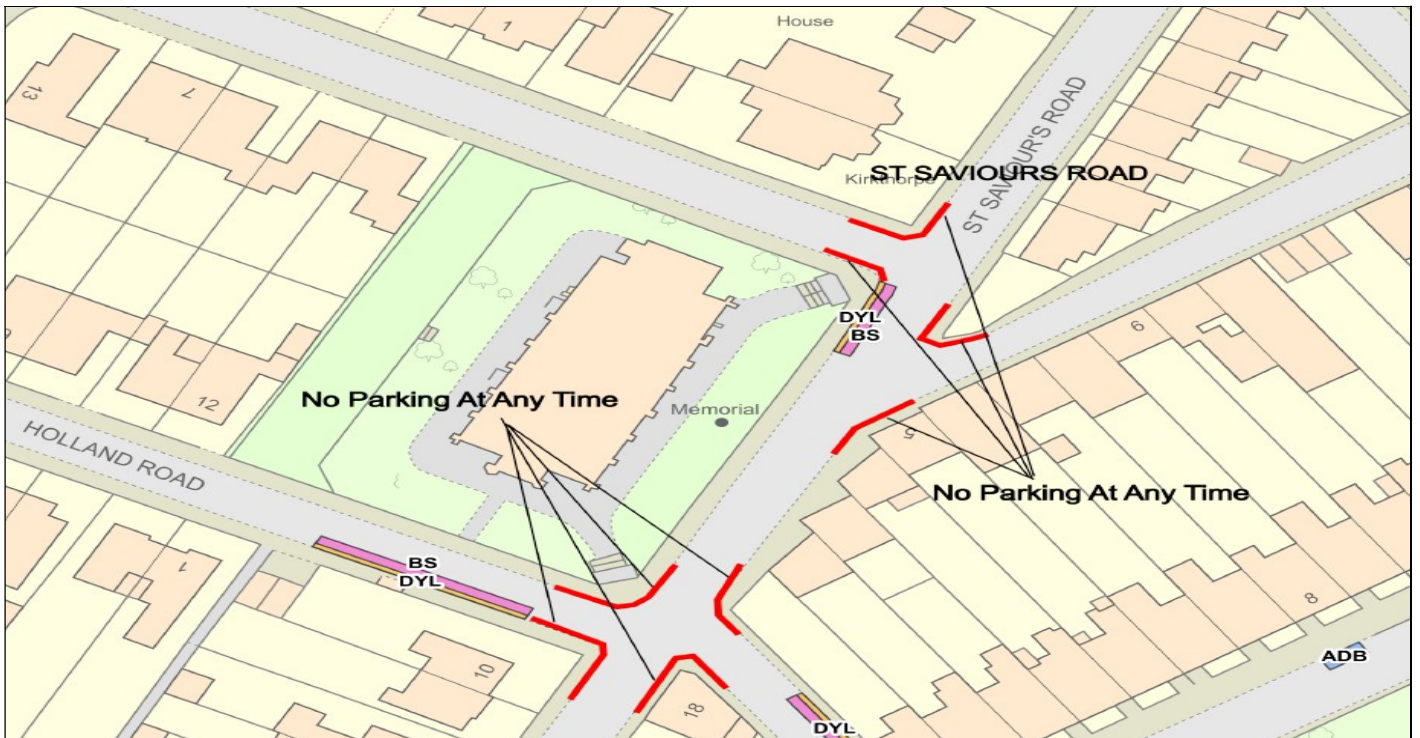 1
House
13
7
ST SAVIOUR'S ROAD
Kirkthorpe
ST SAVIOURS ROAD
DYL
BS
6
12
No Parking At Any Time
Memorial
5
HOLLAND ROAD
No Parking At Any Time
1
BS
DYL
8
10
ADB
18
DYL